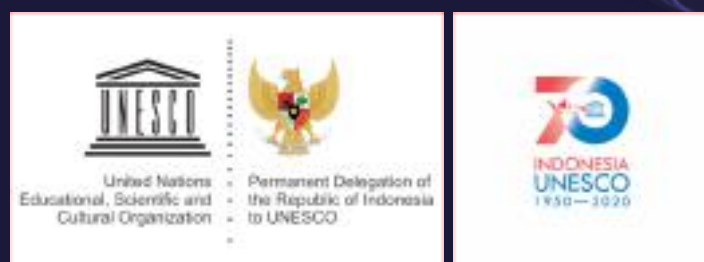 UNESCO
United Nations
Educational, Scientific and
Cultural Organization
Permanent Delegation of
the Republic of Indonesia
to UNESCO
70
INDONESIA
UNESCO
1950—2020